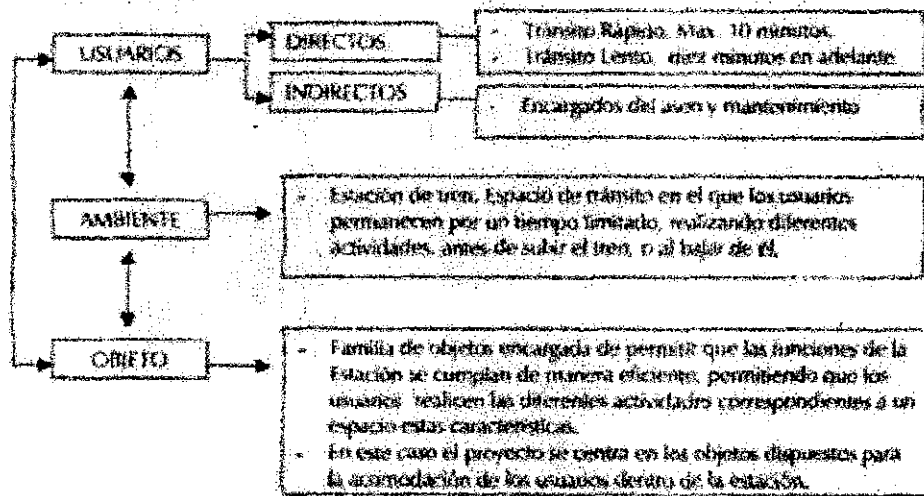 USUARIOS
DIRECTOS
- Tránsito Rápido. Max. 10 minutos.
- Tránsito Lento, diez minutos en adelante
INDIRECTOS
- Encargados del aseo y mantenimiento
AMBIENTE
- Estación de tren. Espació de tránsito en el que los usuarios
permanecen por un tiempo limitado, realizando diferentes
actividades, antes de subir el tren, o al bajar de él.
OBJETO
- Familia de objetos encargada de permitir que las funciones de la
Estación se cumplan de manera eficiente, permitiendo que los
usuarios realicen las diferentes actividades correspondientes a un
espacio estas características.
- En este caso el proyecto se centra en los objetos dispuestos para
la acomodación de los usuarios dentro de la estación.